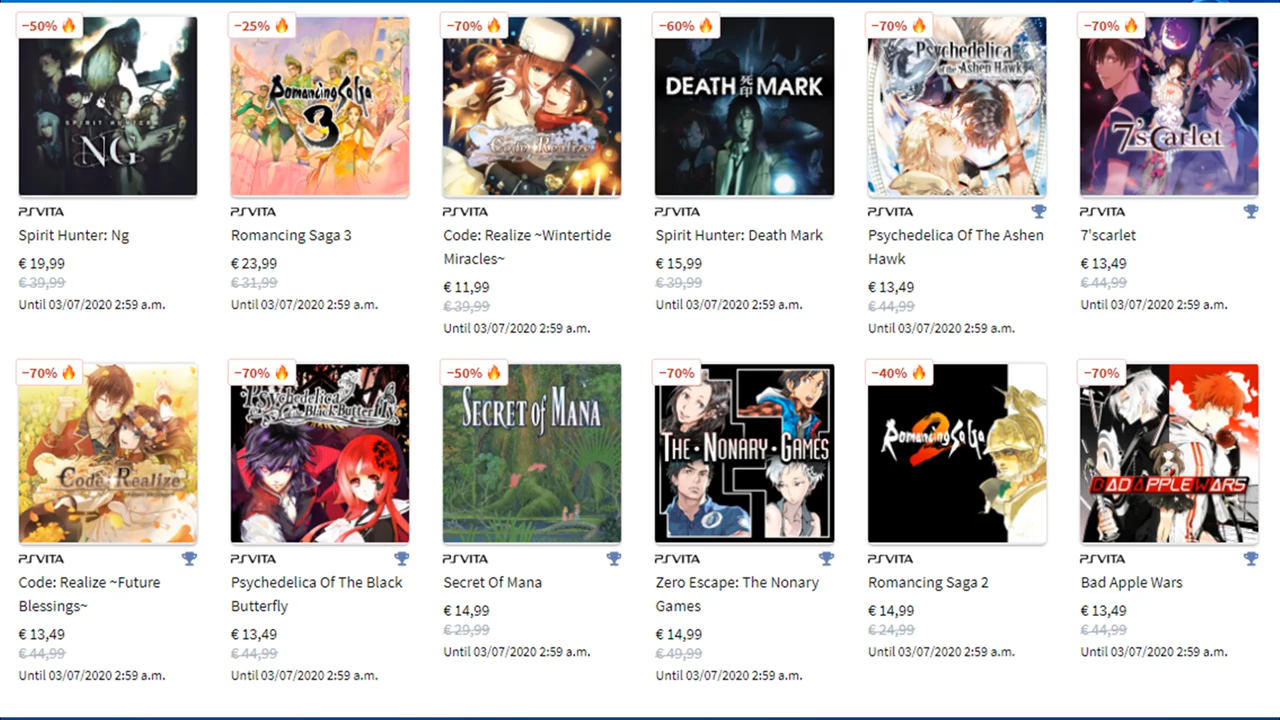 −50%
−25%
−70%
−60%
−70%
−70%
SPIRIT HUNTER
NG
Romancing SaGa
3
Code: Realize
DEATH 死印 MARK
Psychedelica
of the Ashen Hawk
7'scarlet
PSVITA
PSVITA
PSVITA
PSVITA
PSVITA
PSVITA
Spirit Hunter: Ng
€ 19,99
€ 39,99
Until 03/07/2020 2:59 a.m.
Romancing Saga 3
€ 23,99
€ 31,99
Until 03/07/2020 2:59 a.m.
Code: Realize ~Wintertide
Miracles~
€ 11,99
€ 39,99
Until 03/07/2020 2:59 a.m.
Spirit Hunter: Death Mark
€ 15,99
€ 39,99
Until 03/07/2020 2:59 a.m.
Psychedelica Of The Ashen
Hawk
€ 13,49
€ 44,99
Until 03/07/2020 2:59 a.m.
7'scarlet
€ 13,49
€ 44,99
Until 03/07/2020 2:59 a.m.
−70%
−70%
−50%
−70%
−40%
−70%
Code: Realize
Psychedelica
of the Black Butterfly
SECRET of MANA
THE·NONARY·GAMES
Romancing SaGa
2
BAD APPLE WARS
PSVITA
PSVITA
PSVITA
PSVITA
PSVITA
PSVITA
Code: Realize ~Future
Blessings~
€ 13,49
€ 44,99
Until 03/07/2020 2:59 a.m.
Psychedelica Of The Black
Butterfly
€ 13,49
€ 44,99
Until 03/07/2020 2:59 a.m.
Secret Of Mana
€ 14,99
€ 29,99
Until 03/07/2020 2:59 a.m.
Zero Escape: The Nonary
Games
€ 14,99
€ 49,99
Until 03/07/2020 2:59 a.m.
Romancing Saga 2
€ 14,99
€ 24,99
Until 03/07/2020 2:59 a.m.
Bad Apple Wars
€ 13,49
€ 44,99
Until 03/07/2020 2:59 a.m.